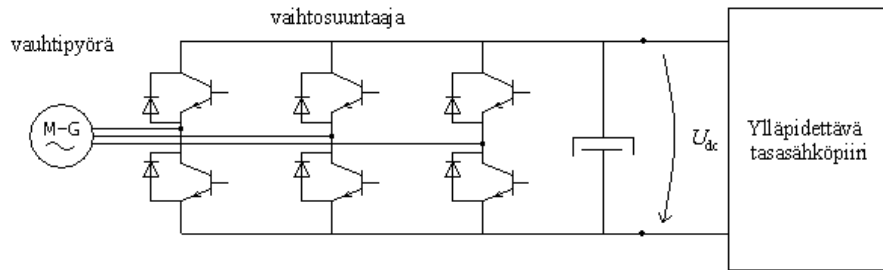 vaihtosuuntaaja
vauhtipyörä
M–G
U_dc
Ylläpidettävä
tasasähköpiiri